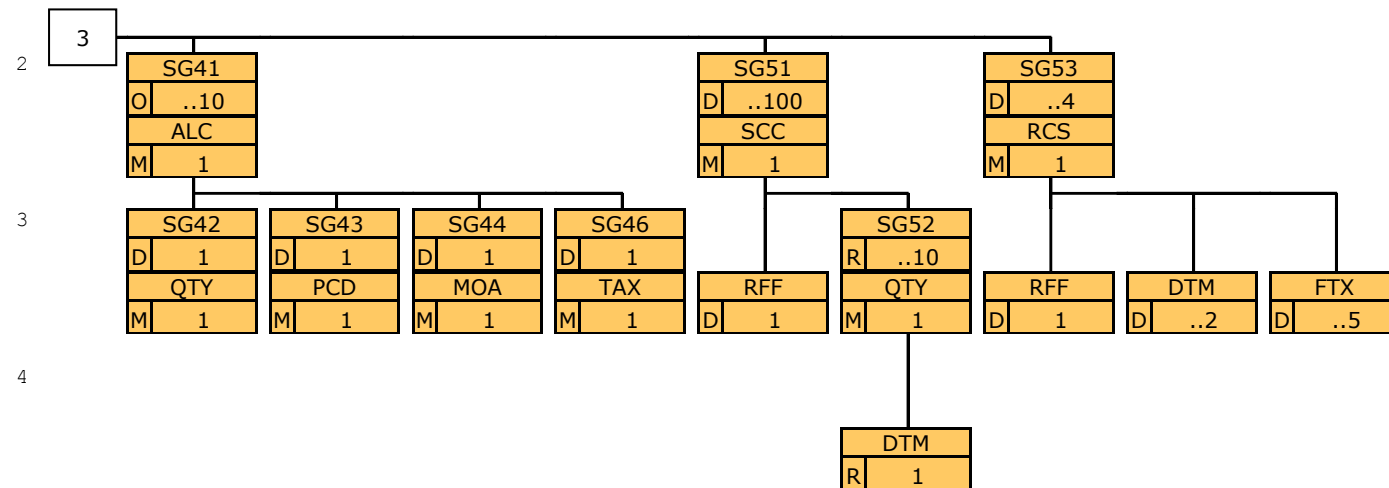 3
2
SG41 SG51 SG53
O ..10 D ..100 D ..4
ALC SCC RCS
M 1 M 1 M 1
3
SG42 SG43 SG44 SG46 SG52
D 1 D 1 D 1 D 1 R ..10
QTY PCD MOA TAX RFF QTY RFF DTM FTX
M 1 M 1 M 1 M 1 D 1 M 1 D 1 D ..2 D ..5
4
DTM
R 1